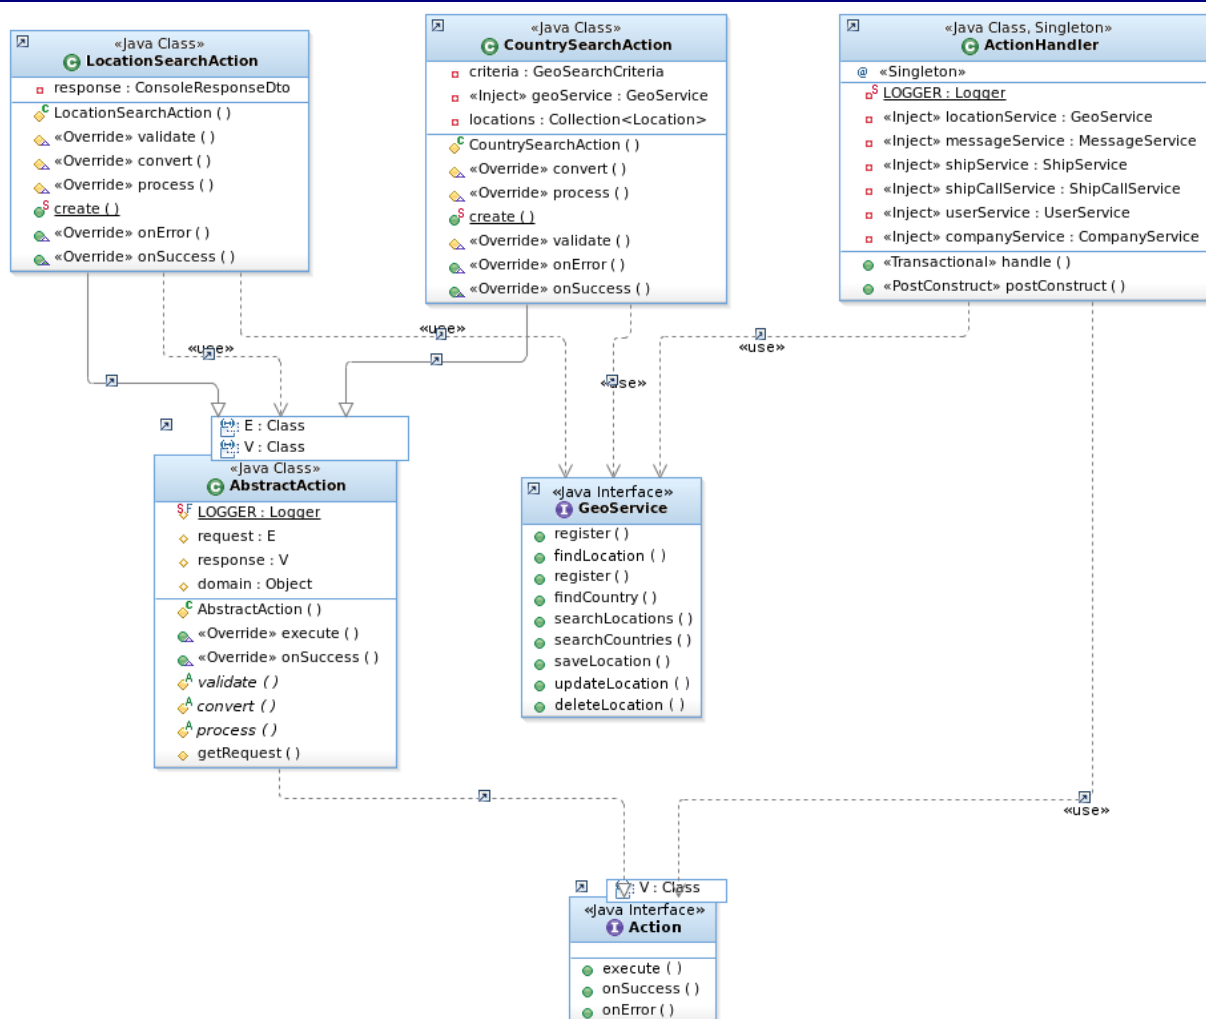 «Java Class»
LocationSearchAction
response : ConsoleResponseDto
LocationSearchAction ( )
«Override» validate ( )
«Override» convert ( )
«Override» process ( )
create ( )
«Override» onError ( )
«Override» onSuccess ( )
«Java Class»
CountrySearchAction
criteria : GeoSearchCriteria
«Inject» geoService : GeoService
locations : Collection<Location>
CountrySearchAction ( )
«Override» convert ( )
«Override» process ( )
create ( )
«Override» validate ( )
«Override» onError ( )
«Override» onSuccess ( )
«Java Class, Singleton»
ActionHandler
@ «Singleton»
LOGGER : Logger
«Inject» locationService : GeoService
«Inject» messageService : MessageService
«Inject» shipService : ShipService
«Inject» shipCallService : ShipCallService
«Inject» userService : UserService
«Inject» companyService : CompanyService
«Transactional» handle ( )
«PostConstruct» postConstruct ( )
«use»
«use»
«use»
«use»
E : Class
V : Class
«Java Class»
AbstractAction
LOGGER : Logger
request : E
response : V
domain : Object
AbstractAction ( )
«Override» execute ( )
«Override» onSuccess ( )
validate ( )
convert ( )
process ( )
getRequest ( )
«Java Interface»
GeoService
register ( )
findLocation ( )
register ( )
findCountry ( )
searchLocations ( )
searchCountries ( )
saveLocation ( )
updateLocation ( )
deleteLocation ( )
«use»
V : Class
«Java Interface»
Action
execute ( )
onSuccess ( )
onError ( )